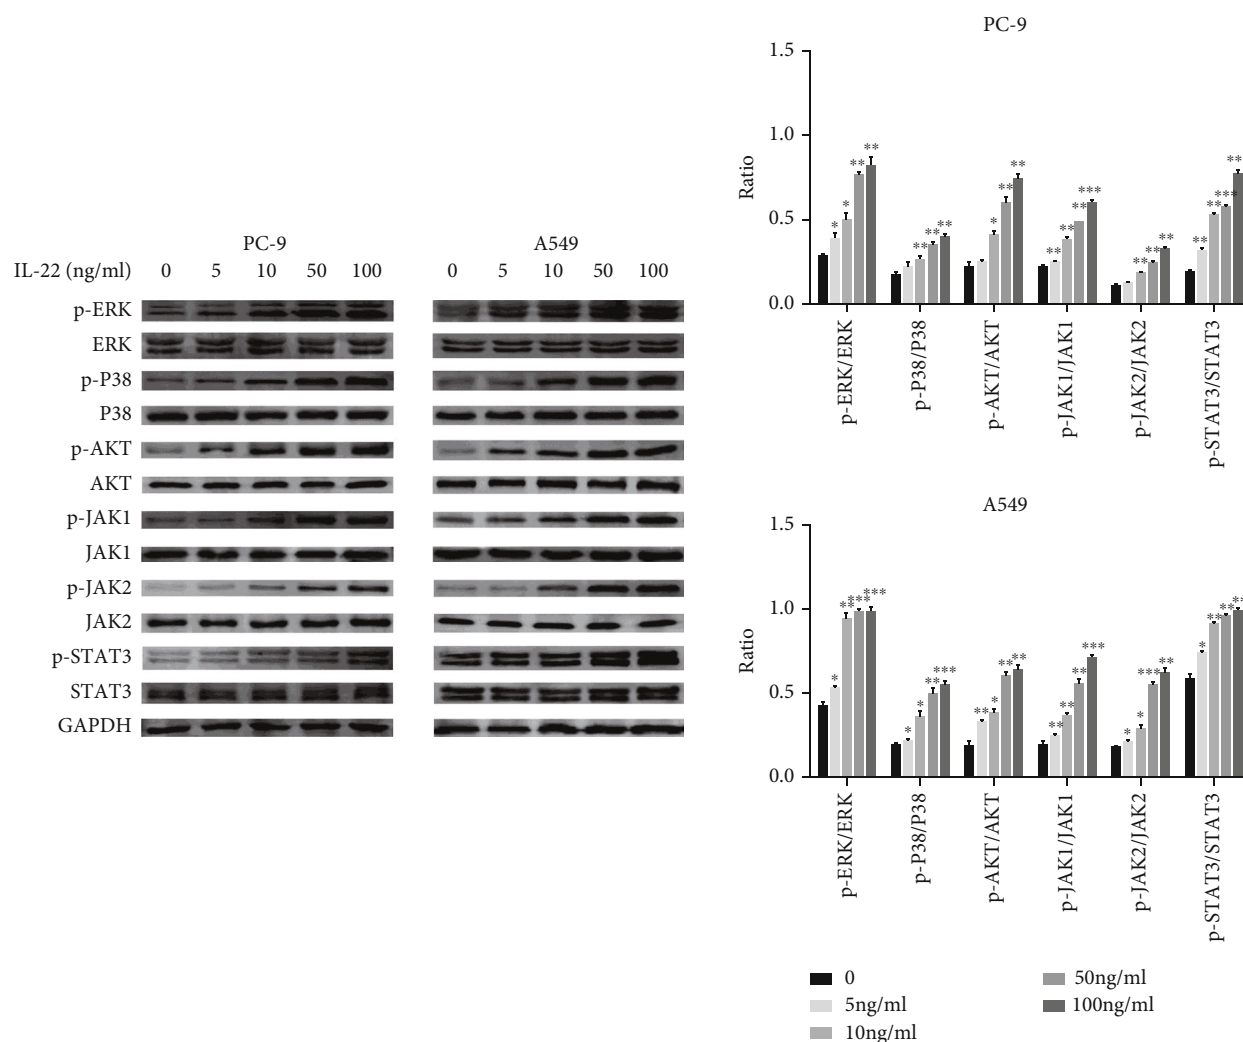 PC-9
A549
IL-22 (ng/ml)
0 5 10 50 100
0 5 10 50 100
p-ERK
ERK
p-P38
P38
p-AKT
AKT
p-JAK1
JAK1
p-JAK2
JAK2
p-STAT3
STAT3
GAPDH
PC-9
1.5
1.0
0.5
0.0
Ratio
* * ** **
** ** **
* ** **
** ** ** ***
** ** **
** ** *** **
p-ERK/ERK
p-P38/P38
p-AKT/AKT
p-JAK1/JAK1
p-JAK2/JAK2
p-STAT3/STAT3
A549
1.5
1.0
0.5
0.0
Ratio
* ** *** ***
* * ** ***
** * ** **
** ** ** ***
* * *** **
* ** **
p-ERK/ERK
p-P38/P38
p-AKT/AKT
p-JAK1/JAK1
p-JAK2/JAK2
p-STAT3/STAT3
0
5ng/ml
10ng/ml
50ng/ml
100ng/ml